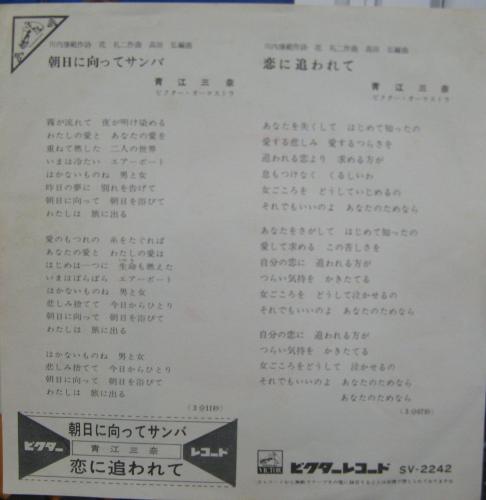 川内康範作詩 花 礼二作曲 高田 弘編曲
朝日に向ってサンバ
青江三奈
ビクター・オーケストラ
霧が流れて 夜が明け染める
わたしの愛と あなたの愛を
重ねて燃した 二人の世界
いまは冷たい エアーポート
はかないものね 男と女
昨日の夢に 別れを告げて
朝日に向って 朝日を浴びて
わたしは 旅に出る
愛のもつれの 糸をたぐれば
あなたの愛と わたしの愛は
はじめは一つに 生命も燃えた
いまはばらばら エアーポート
はかないものね 男と女
悲しみ捨てて 今日からひとり
朝日に向って 朝日を浴びて
わたしは 旅に出る
はかないものね 男と女
悲しみ捨てて 今日からひとり
朝日に向って 朝日を浴びて
わたしは 旅に出る
(3分11秒)
川内康範作詩 花 礼二作曲 高田 弘編曲
恋に追われて
青江三奈
ビクター・オーケストラ
あなたを失くして はじめて知ったの
愛する悲しみ 愛するつらさを
追われる恋より 求める方が
息もつけなく くるしいわ
女ごころを どうしていじめるの
それでもいいのよ あなたのためなら
あなたをさがして はじめて知ったの
愛して求める この苦しさを
自分の恋に 追われる方が
つらい気持を かきたてる
女ごころを どうして泣かせるの
それでもいいのよ あなたのためなら
自分の恋に 追われる方が
つらい気持を かきたてる
女ごころをどうして 泣かせるの
それでもいいのよ あなたのためなら
あなたのためなら
(3分07秒)
朝日に向ってサンバ
ビクター 青江三奈 レコード
恋に追われて
VICTOR ビクターレコード SV-2242